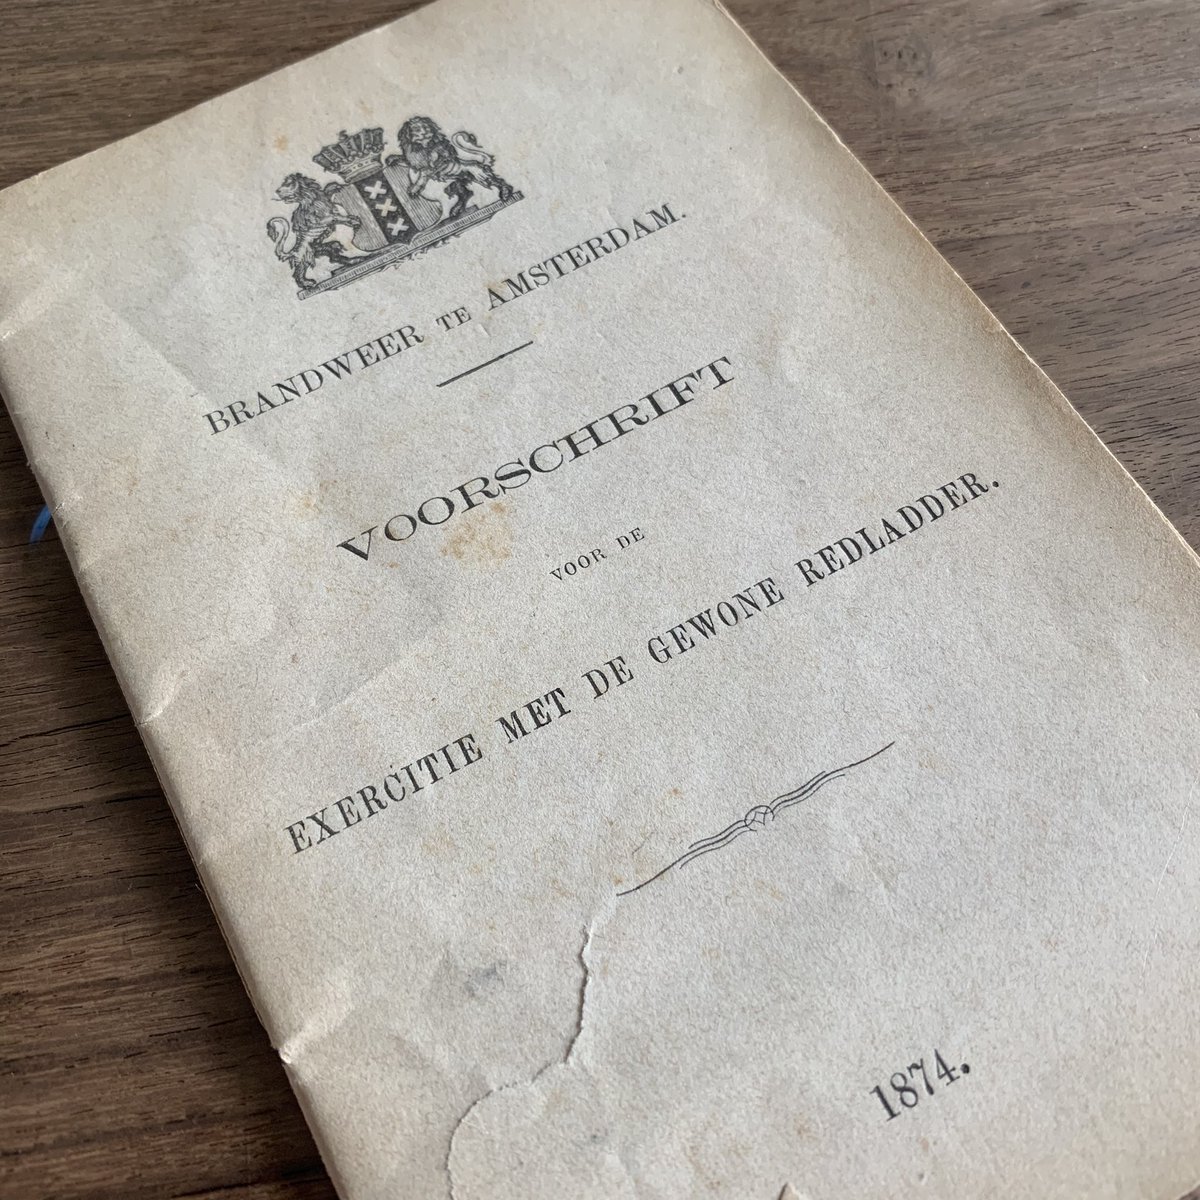 BRANDWEER TE AMSTERDAM.
VOORSCHRIFT
VOOR DE
EXERCITIE MET DE GEWONE REDLADDER.
1874.